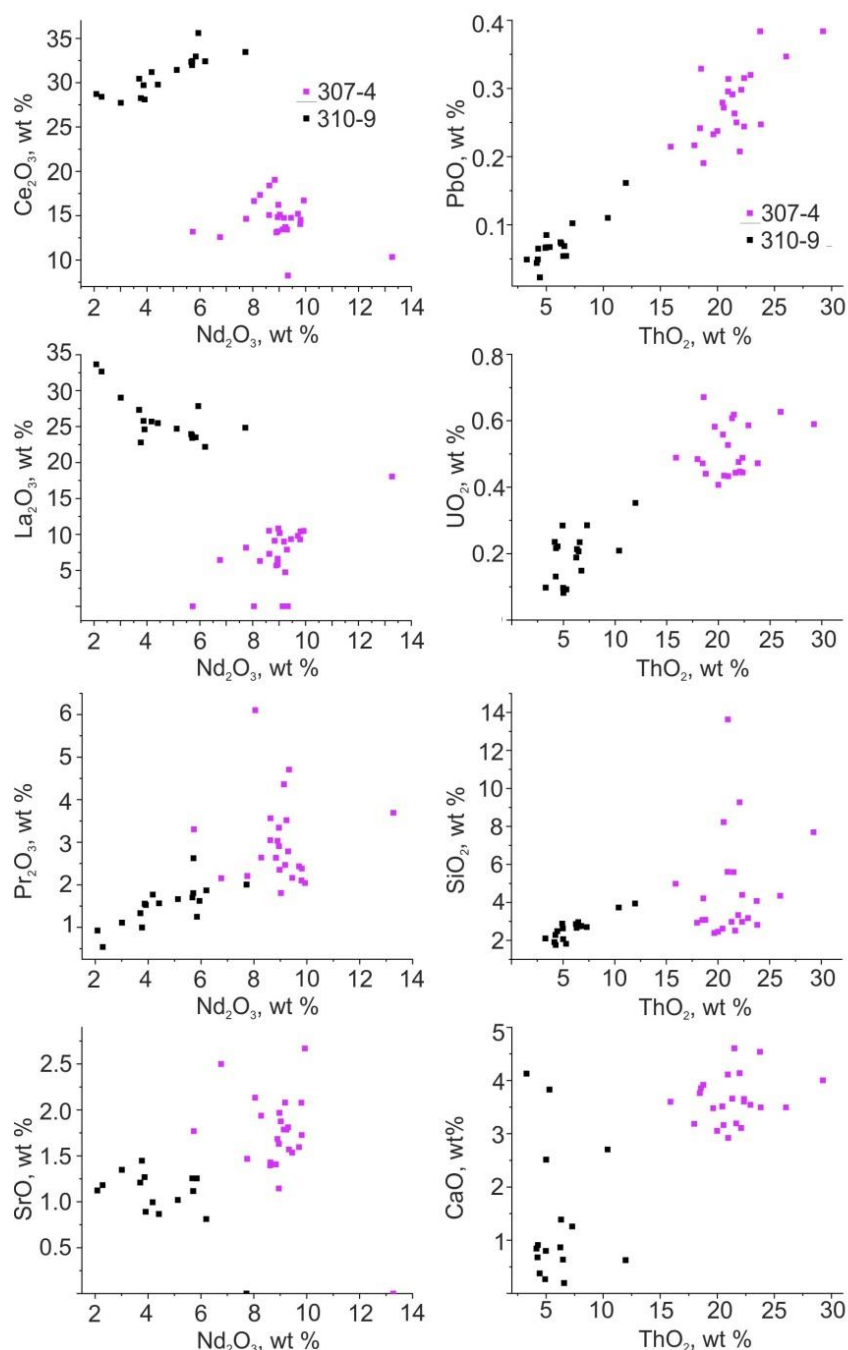 35
30
25
20
15
10
Ce₂O₃, wt %
307-4
310-9
2 4 6 8 10 12 14
Nd₂O₃, wt %
0.4
0.3
0.2
0.1
PbO, wt %
307-4
310-9
5 10 15 20 25 30
ThO₂, wt %
35
30
25
20
15
10
5
La₂O₃, wt %
2 4 6 8 10 12 14
Nd₂O₃, wt %
0.8
0.6
0.4
0.2
0
UO₂, wt %
5 10 15 20 25 30
ThO₂, wt %
6
5
4
3
2
1
Pr₂O₃, wt %
2 4 6 8 10 12 14
Nd₂O₃, wt %
14
12
10
8
6
4
2
SiO₂, wt %
5 10 15 20 25 30
ThO₂, wt %
2.5
2.0
1.5
1.0
0.5
SrO, wt %
2 4 6 8 10 12 14
Nd₂O₃, wt %
5
4
3
2
1
CaO, wt%
5 10 15 20 25 30
ThO₂, wt %